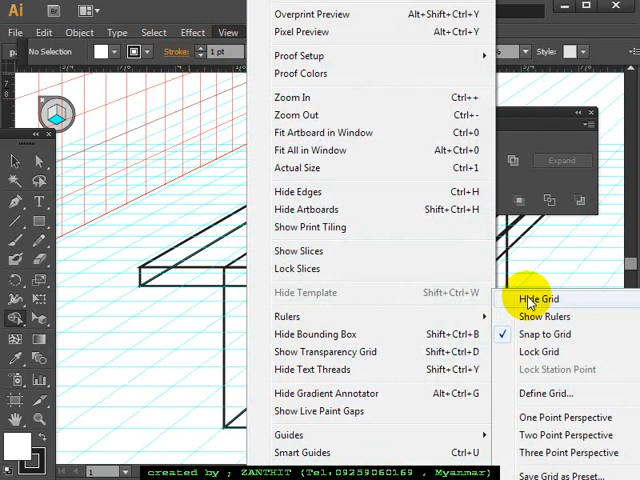 Ai Br
File Edit Object Type Select Effect View
No Selection Stroke: 1 pt % Style:
Overprint Preview Alt+Shift+Ctrl+Y
Pixel Preview Alt+Ctrl+Y
Proof Setup
Proof Colors
Zoom In Ctrl++
Zoom Out Ctrl+-
Fit Artboard in Window Ctrl+0
Fit All in Window Alt+Ctrl+0
Actual Size Ctrl+1
Hide Edges Ctrl+H
Hide Artboards Shift+Ctrl+H
Show Print Tiling
Show Slices
Lock Slices
Hide Template Shift+Ctrl+W
Rulers
Hide Bounding Box Shift+Ctrl+B
Show Transparency Grid Shift+Ctrl+D
Hide Text Threads Shift+Ctrl+Y
Hide Gradient Annotator Alt+Ctrl+G
Show Live Paint Gaps
Guides
Smart Guides Ctrl+U
Expand
Hide Grid
Show Rulers
Snap to Grid
Lock Grid
Lock Station Point
Define Grid...
One Point Perspective
Two Point Perspective
Three Point Perspective
Save Grid as Preset...
1
created by ; ZANTHIT (Tel:09259060169 , Myanmar)